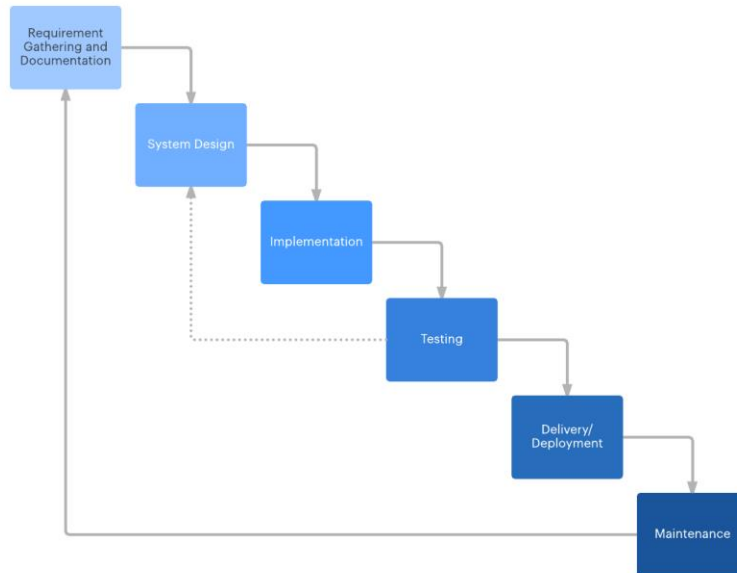 Requirement
Gathering and
Documentation
System Design
Implementation
Testing
Delivery/
Deployment
Maintenance